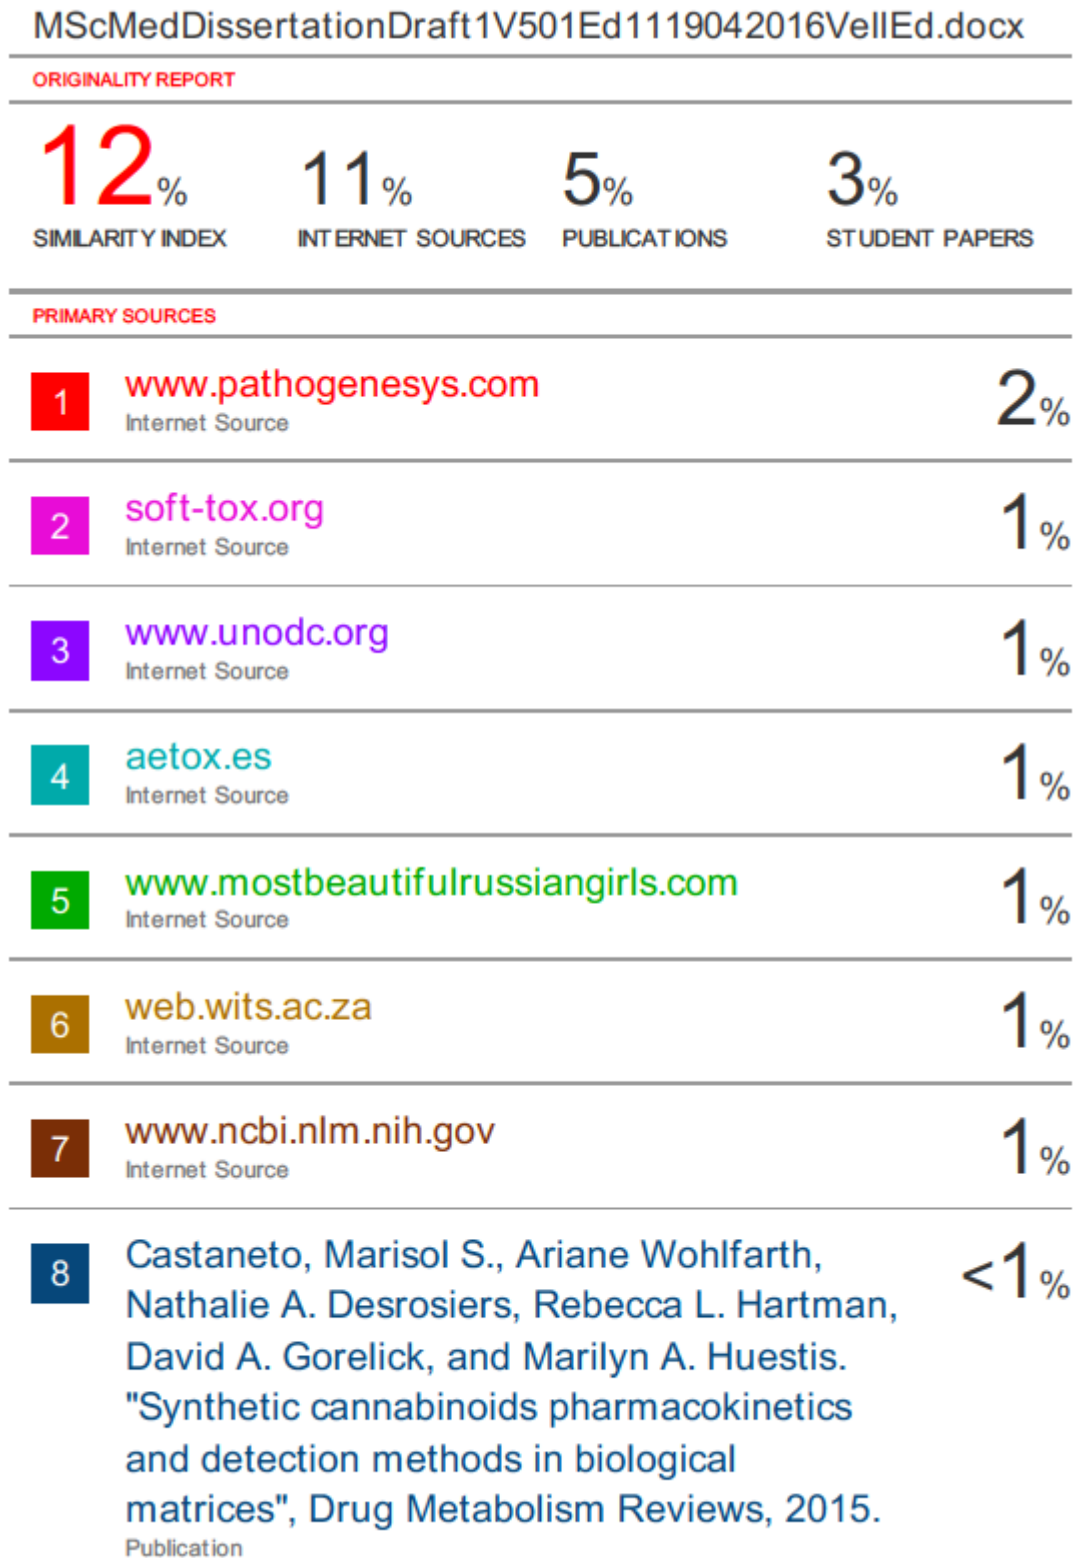 MScMedDissertationDraft1V501Ed1119042016VellEd.docx
ORIGINALITY REPORT
12% 11% 5% 3%
SIMILARITY INDEX INTERNET SOURCES PUBLICATIONS STUDENT PAPERS
PRIMARY SOURCES
1 www.pathogenesys.com 2%
Internet Source
2 soft-tox.org 1%
Internet Source
3 www.unodc.org 1%
Internet Source
4 aetox.es 1%
Internet Source
5 www.mostbeautifulrussiangirls.com 1%
Internet Source
6 web.wits.ac.za 1%
Internet Source
7 www.ncbi.nlm.nih.gov 1%
Internet Source
8 Castaneto, Marisol S., Ariane Wohlfarth, <1%
Nathalie A. Desrosiers, Rebecca L. Hartman,
David A. Gorelick, and Marilyn A. Huestis.
"Synthetic cannabinoids pharmacokinetics
and detection methods in biological
matrices", Drug Metabolism Reviews, 2015.
Publication